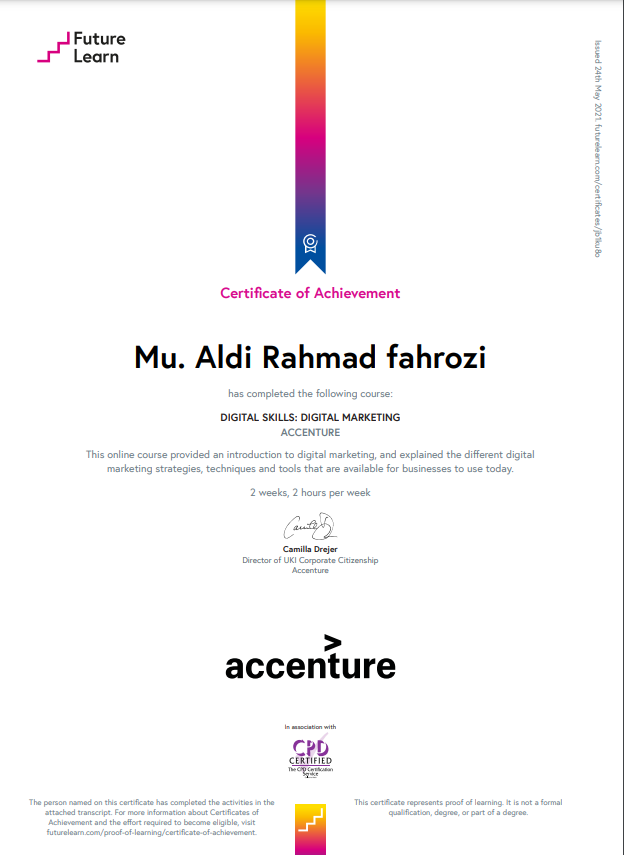 Future
Learn
Issued 24th May 2021. futurelearn.com/certificates/jb1ku8o
Certificate of Achievement
Mu. Aldi Rahmad fahrozi
has completed the following course:
DIGITAL SKILLS: DIGITAL MARKETING
ACCENTURE
This online course provided an introduction to digital marketing, and explained the different digital
marketing strategies, techniques and tools that are available for businesses to use today.
2 weeks, 2 hours per week
Camilla Drejer
Director of UKI Corporate Citizenship
Accenture
accenture
In association with
CPD
CERTIFIED
The CPD Certification
Service
The person named on this certificate has completed the activities in the
attached transcript. For more information about Certificates of
Achievement and the effort required to become eligible, visit
futurelearn.com/proof-of-learning/certificate-of-achievement.
This certificate represents proof of learning. It is not a formal
qualification, degree, or part of a degree.